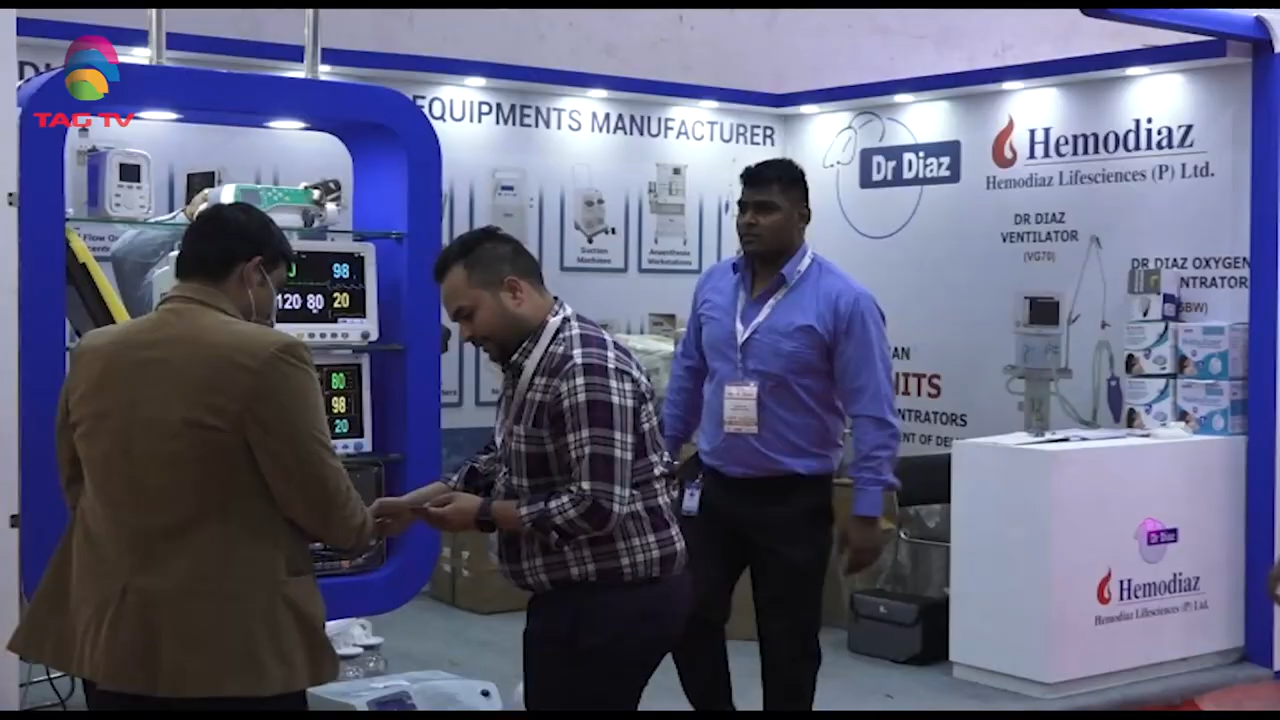 TAG TV
EQUIPMENTS MANUFACTURER
Dr Diaz
Hemodiaz
Hemodiaz Lifesciences (P) Ltd.
DR DIAZ
VENTILATOR
(VG70)
DR DIAZ OXYGEN
NTRATOR
BW)
Flow
Suction
Machines
Anaesthesia
Workstations
98
120 80
20
80
98
20
AN
NITS
NTRATORS
ENT OF DEL
Dr Diaz
Hemodiaz
Hemodiaz Lifesciences (P) Ltd.